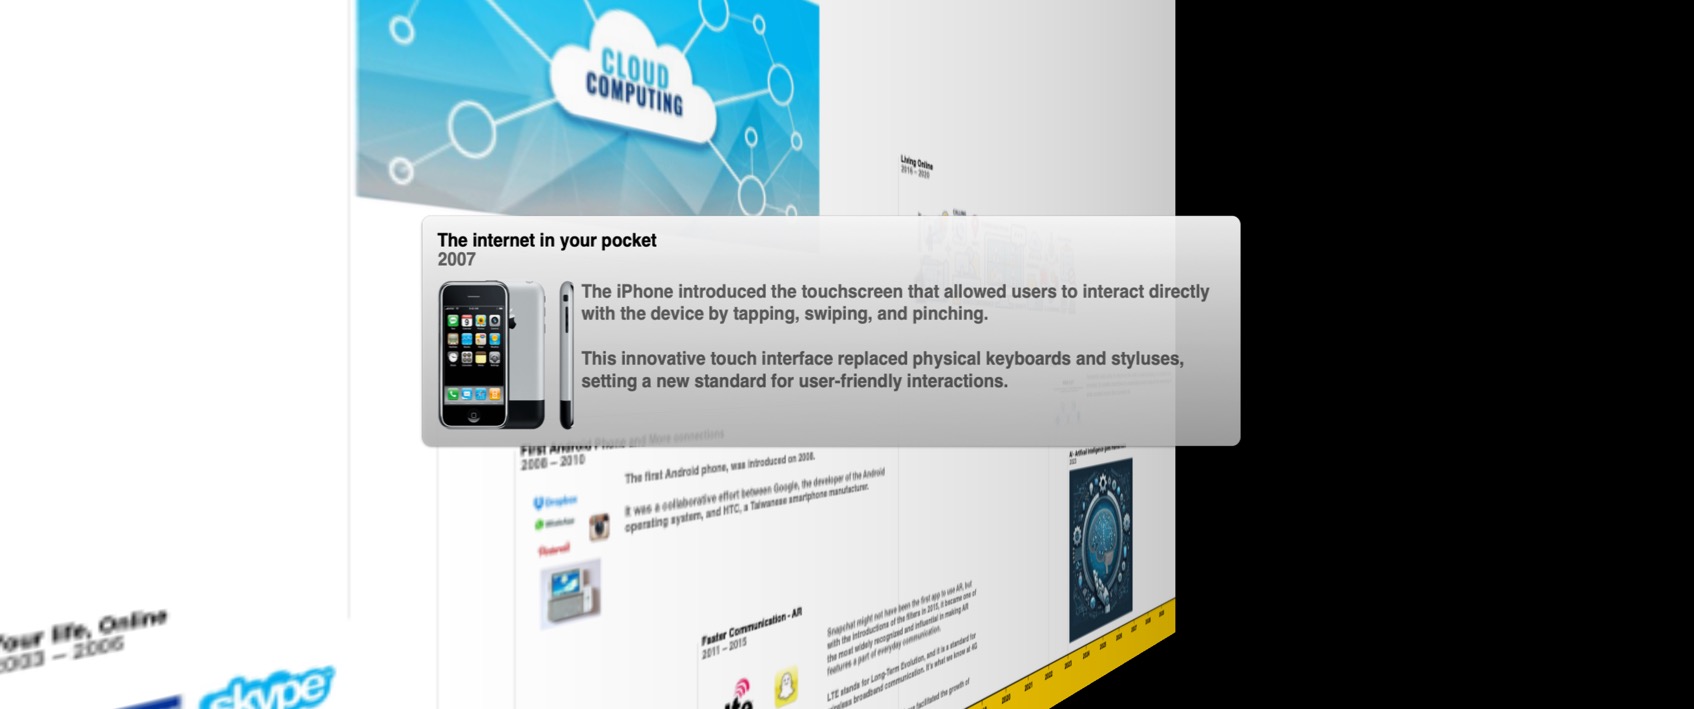 CLOUD
COMPUTING
Living Online
2016 – 2020
The internet in your pocket
2007
The iPhone introduced the touchscreen that allowed users to interact directly
with the device by tapping, swiping, and pinching.
This innovative touch interface replaced physical keyboards and styluses,
setting a new standard for user-friendly interactions.
First Android Phone and More connections
2006 – 2010
The first Android phone, was introduced on 2008.
It was a collaborative effort between Google, the developer of the Android
operating system, and HTC, a Taiwanese smartphone manufacturer.
Dropbox
WhatsApp
Pinterest
Your life, Online
2003 – 2006
skype
Faster Communication - AR
2011 – 2015
Snapchat might not have been the first app to use AR, but
with the introductions of the filters in 2015, it became one of
the most widely recognized and influential in making AR
features a part of everyday communication.
LTE stands for Long-Term Evolution, and it is a standard for
wireless broadband communication. It's what we know as 4G
facilitated the growth of